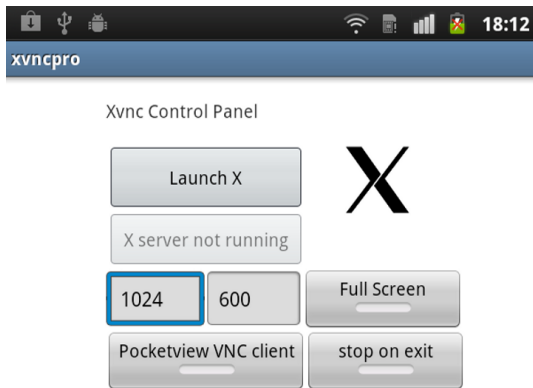 18:12
xvncpro
Xvnc Control Panel
Launch X
X server not running
1024 600 Full Screen
Pocketview VNC client stop on exit